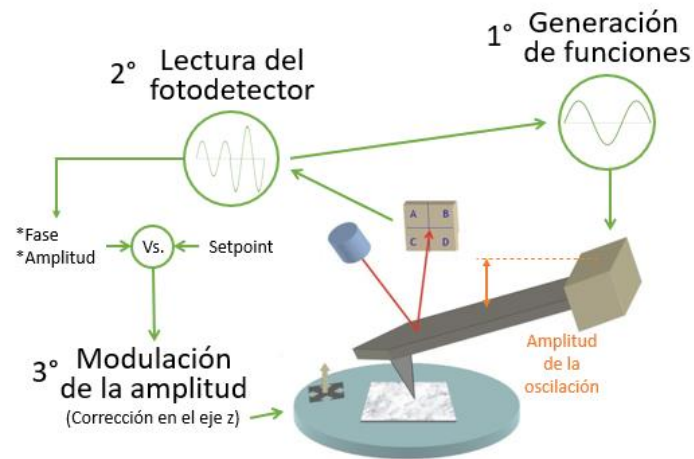 1° Generación
de funciones
2° Lectura del
fotodetector
A B
C D
*Fase
*Amplitud
Vs.
Setpoint
Amplitud
de la
oscilación
3° Modulación
de la amplitud
(Corrección en el eje z)